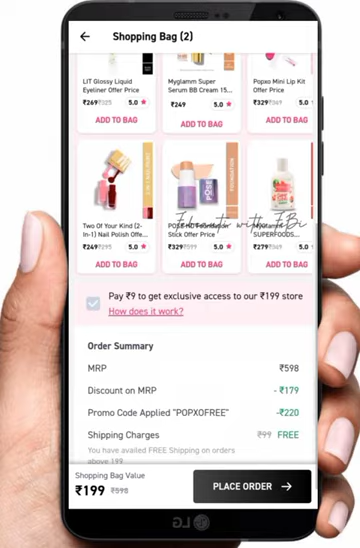 Shopping Bag (2)
LIT Glossy Liquid
Eyeliner Offer Price
₹269 ₹325 5.0 ★
ADD TO BAG
Myglamm Super
Serum BB Cream 15...
₹249 5.0 ★
ADD TO BAG
Popxo Mini Lip Kit
Offer Price
₹329 5.0
ADD TO BAG
Two Of Your Kind (2-
In-1) Nail Polish Offe...
₹249 ₹295 5.0 ★
ADD TO BAG
POSE HD Foundation
Stick Offer Price
₹329 ₹599 5.0 ★
ADD TO BAG
SUPERFOODS...
₹279 5.0
ADD TO BAG
FOUNDATION
POSE
with
Pay ₹9 to get exclusive access to our ₹199 store
How does it work?
Order Summary
MRP ₹598
Discount on MRP - ₹179
Promo Code Applied "POPXOFREE" -₹220
Shipping Charges ₹99 FREE
You have availed FREE Shipping on orders
above 199
Shopping Bag Value
₹199 ₹598
PLACE ORDER →
LG